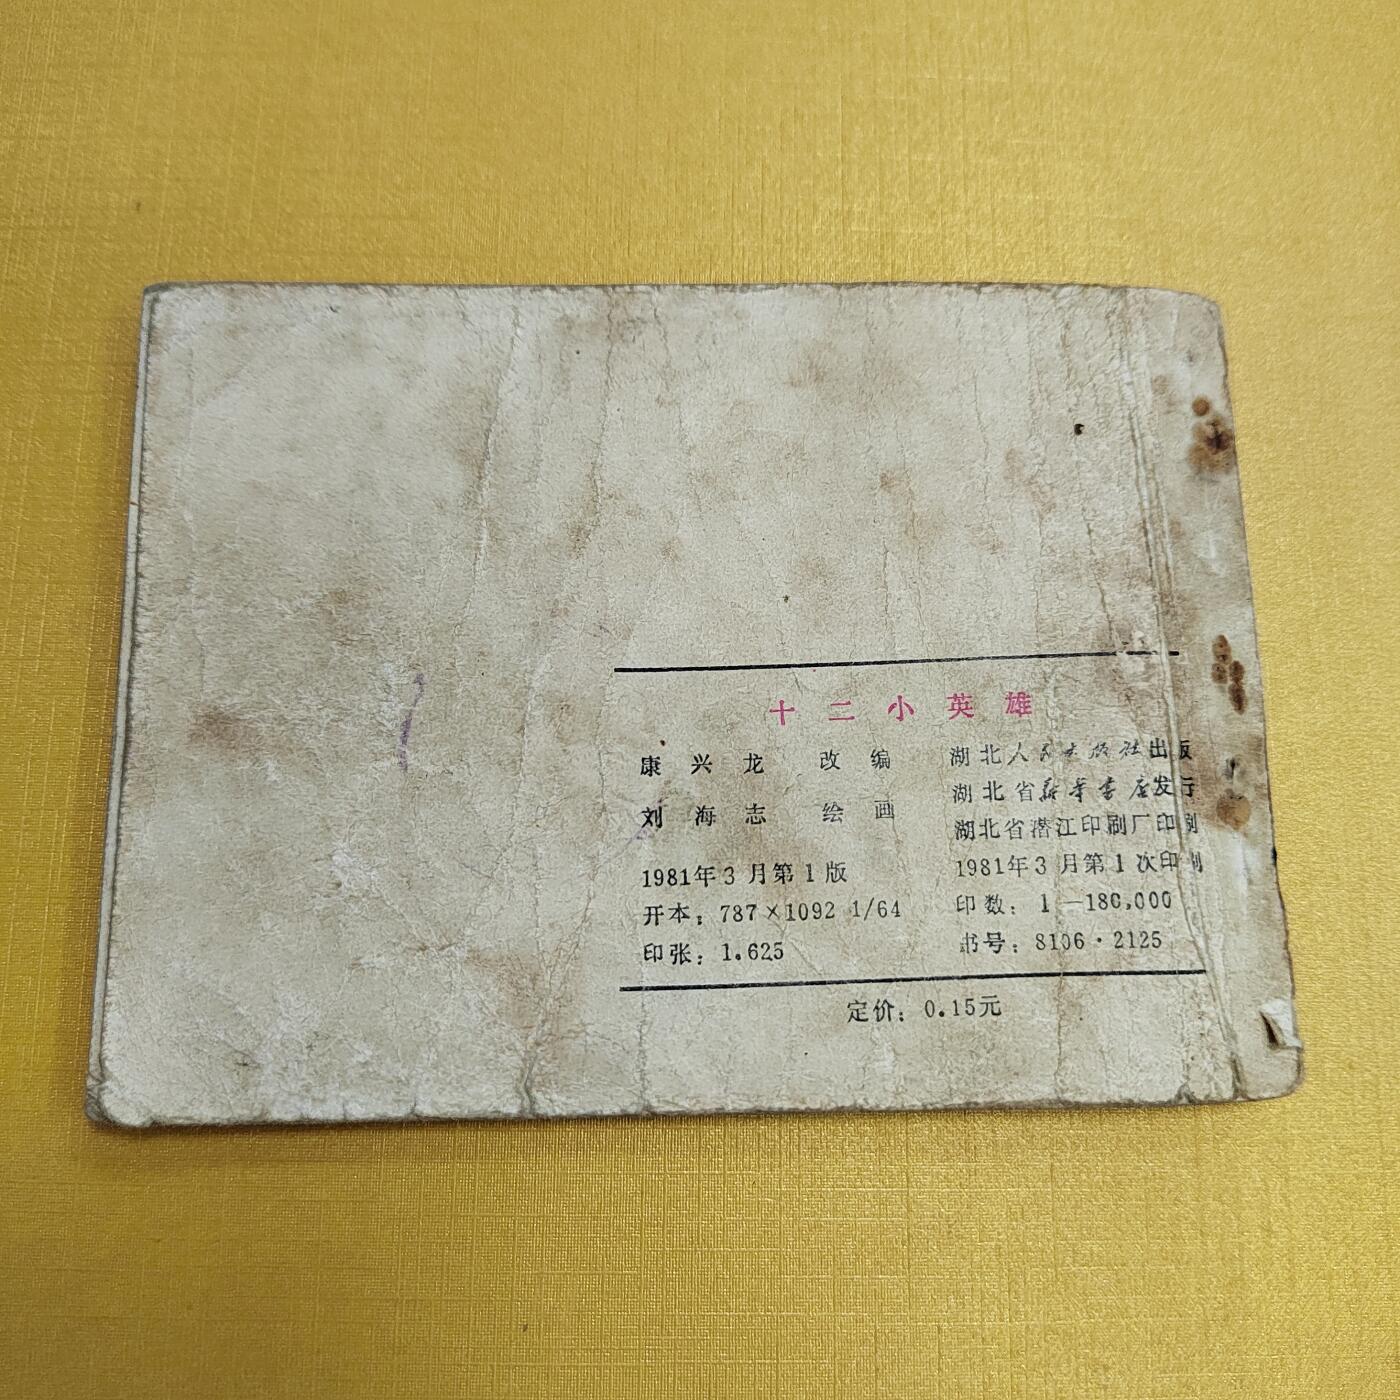 十二小英雄
康兴龙 改编
刘海志 绘画
1981年3月第1版
开本：787×1092 1/64
印张：1.625
湖北人民出版社出版
湖北省新华书店发行
湖北省潜江印刷厂印刷
1981年3月第1次印刷
印数：1—180,000
书号：8106·2125
定价：0.15元